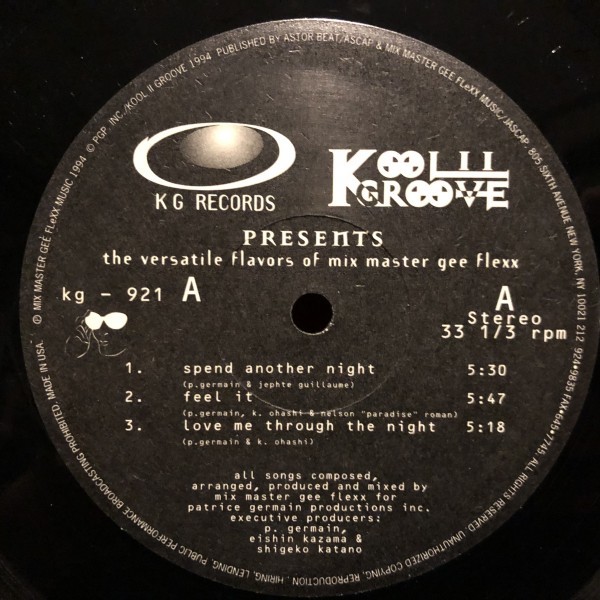 © MIX MASTER GEE FLeXX MUSIC 1994 © PGP, INC./KOOL II GROOVE 1994 PUBLISHED BY ASTOR BEAT/ASCAP & MIX MASTER GEE FLeXX MUSIC/JASCAP. 805 SIXTH AVENUE NEW YORK, NY 10021 212 924•9835 FAX•645•7745 ALL RIGHTS RESERVED. UNAUTHORIZED COPYING, REPRODUCTION, HIRING, LENDING, PUBLIC PERFORMANCE BROADCASTING PROHIBITED. MADE IN USA.
KG RECORDS
KOOL II
GROOVE
PRESENTS
the versatile flavors of mix master gee flexx
kg - 921 A
A
Stereo
33 1/3 rpm
1. spend another night 5:30
(p.germain & jephte guillaume)
2. feel it 5:47
(p.germain, k. ohashi & nelson "paradise" roman)
3. love me through the night 5:18
(p.germain & k. ohashi)
all songs composed,
arranged, produced and mixed by
mix master gee flexx for
patrice germain productions inc.
executive producers:
p. germain,
eishin kazama &
shigeko katano